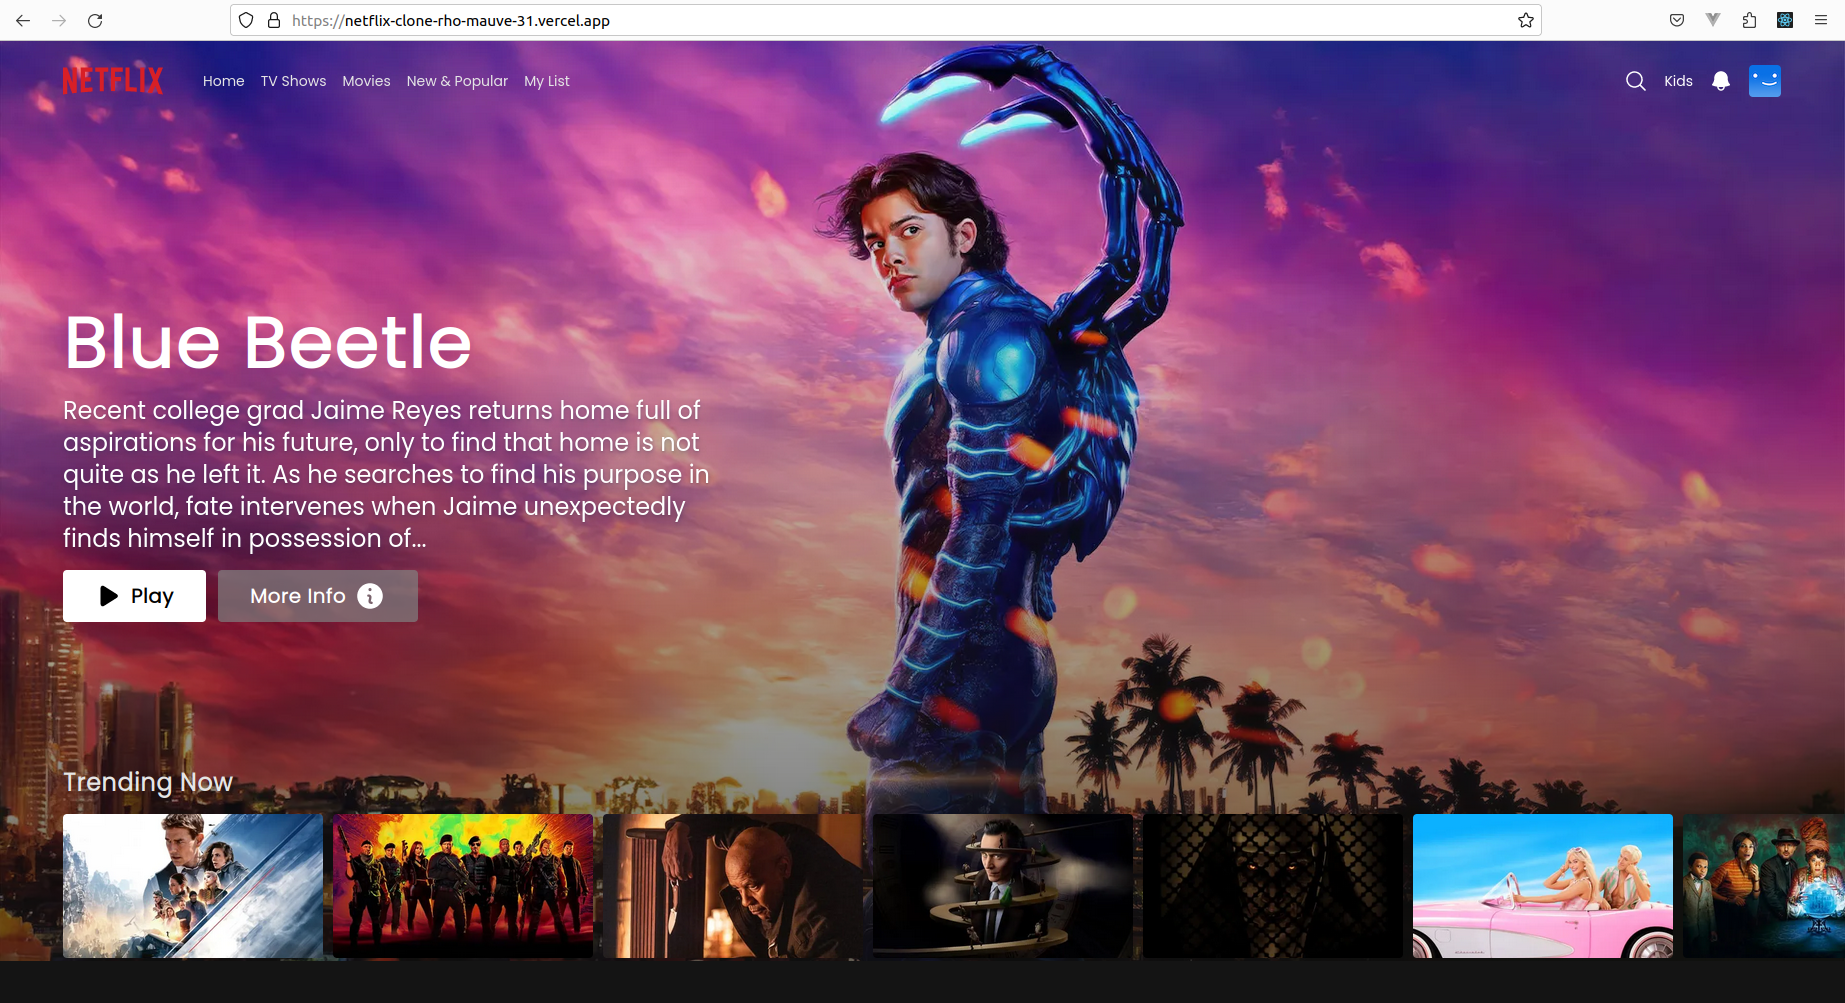 https://netflix-clone-rho-mauve-31.vercel.app
NETFLIX Home TV Shows Movies New & Popular My List Kids
Blue Beetle
Recent college grad Jaime Reyes returns home full of
aspirations for his future, only to find that home is not
quite as he left it. As he searches to find his purpose in
the world, fate intervenes when Jaime unexpectedly
finds himself in possession of...
Play More Info
Trending Now